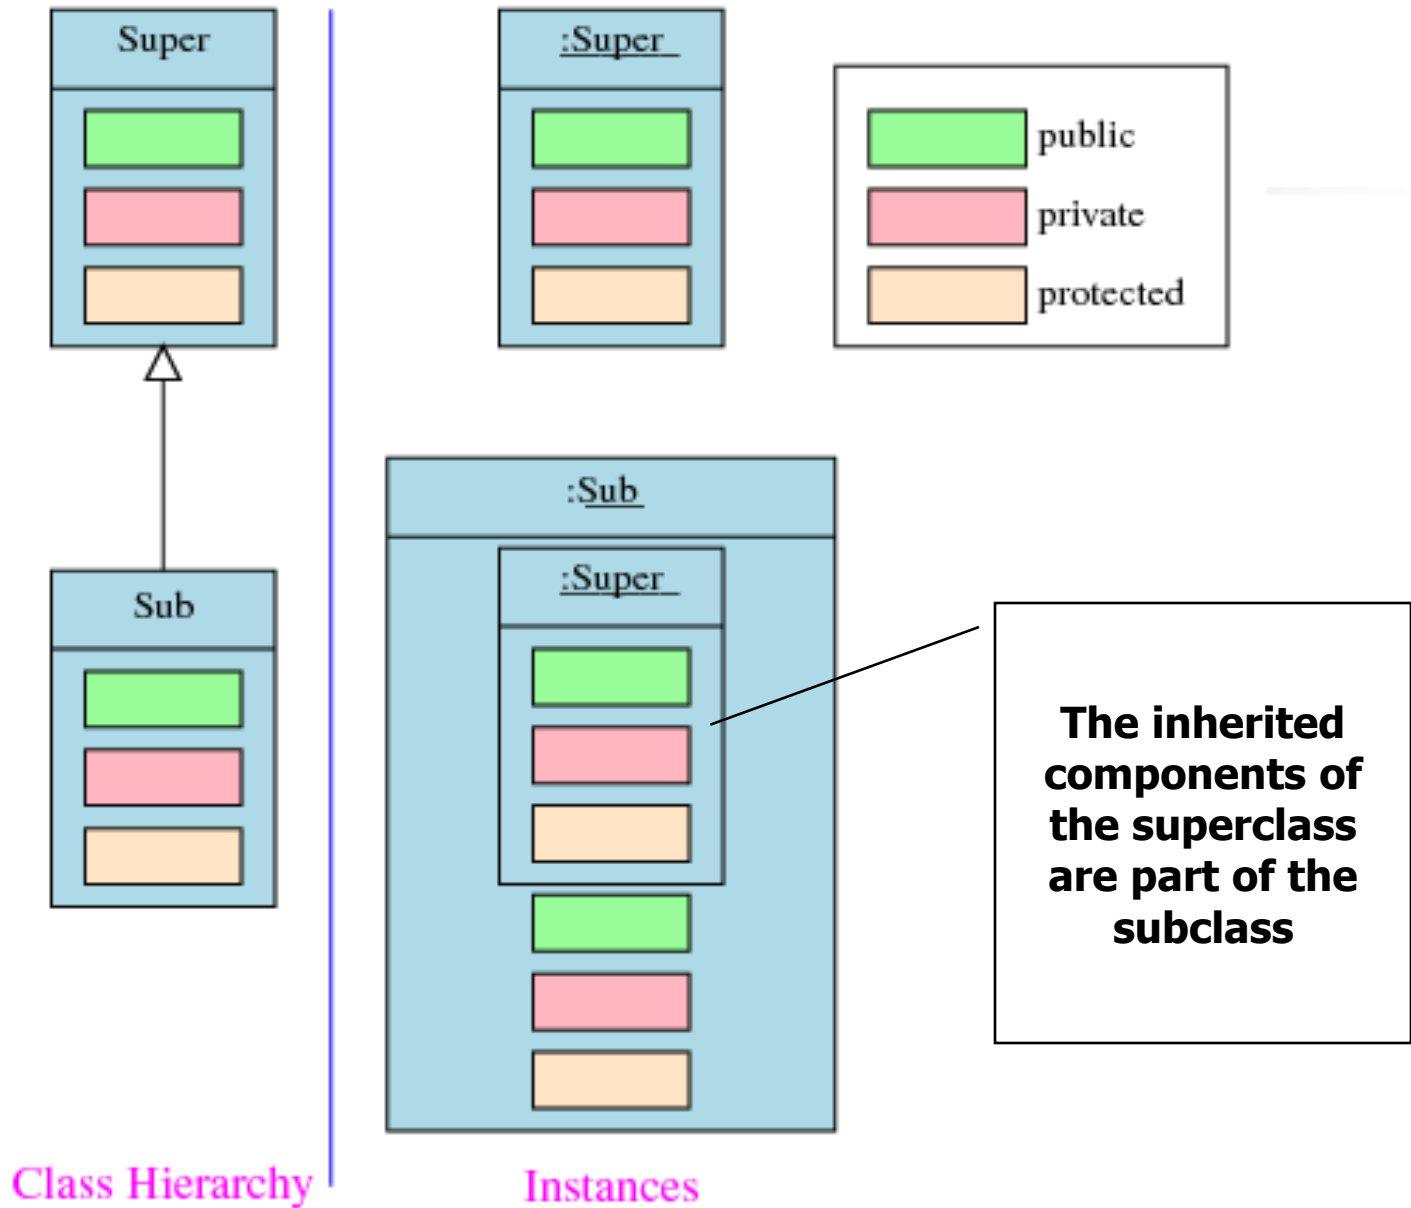 Super
:Super
public
private
protected
:Sub
:Super
Sub
The inherited
components of
the superclass
are part of the
subclass
Class Hierarchy
Instances